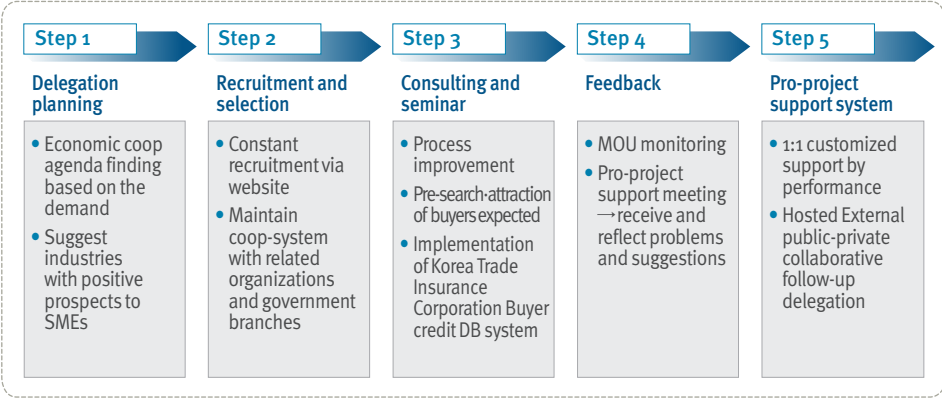 Step 1
Delegation
planning
• Economic coop
agenda finding
based on the
demand
• Suggest
industries
with positive
prospects to
SMEs
Step 2
Recruitment and
selection
• Constant
recruitment via
website
• Maintain
coop-system
with related
organizations
and government
branches
Step 3
Consulting and
seminar
• Process
improvement
• Pre-search·attraction
of buyers expected
• Implementation
of Korea Trade
Insurance
Corporation Buyer
credit DB system
Step 4
Feedback
• MOU monitoring
• Pro-project
support meeting
→receive and
reflect problems
and suggestions
Step 5
Pro-project
support system
• 1:1 customized
support by
performance
• Hosted External
public-private
collaborative
follow-up
delegation